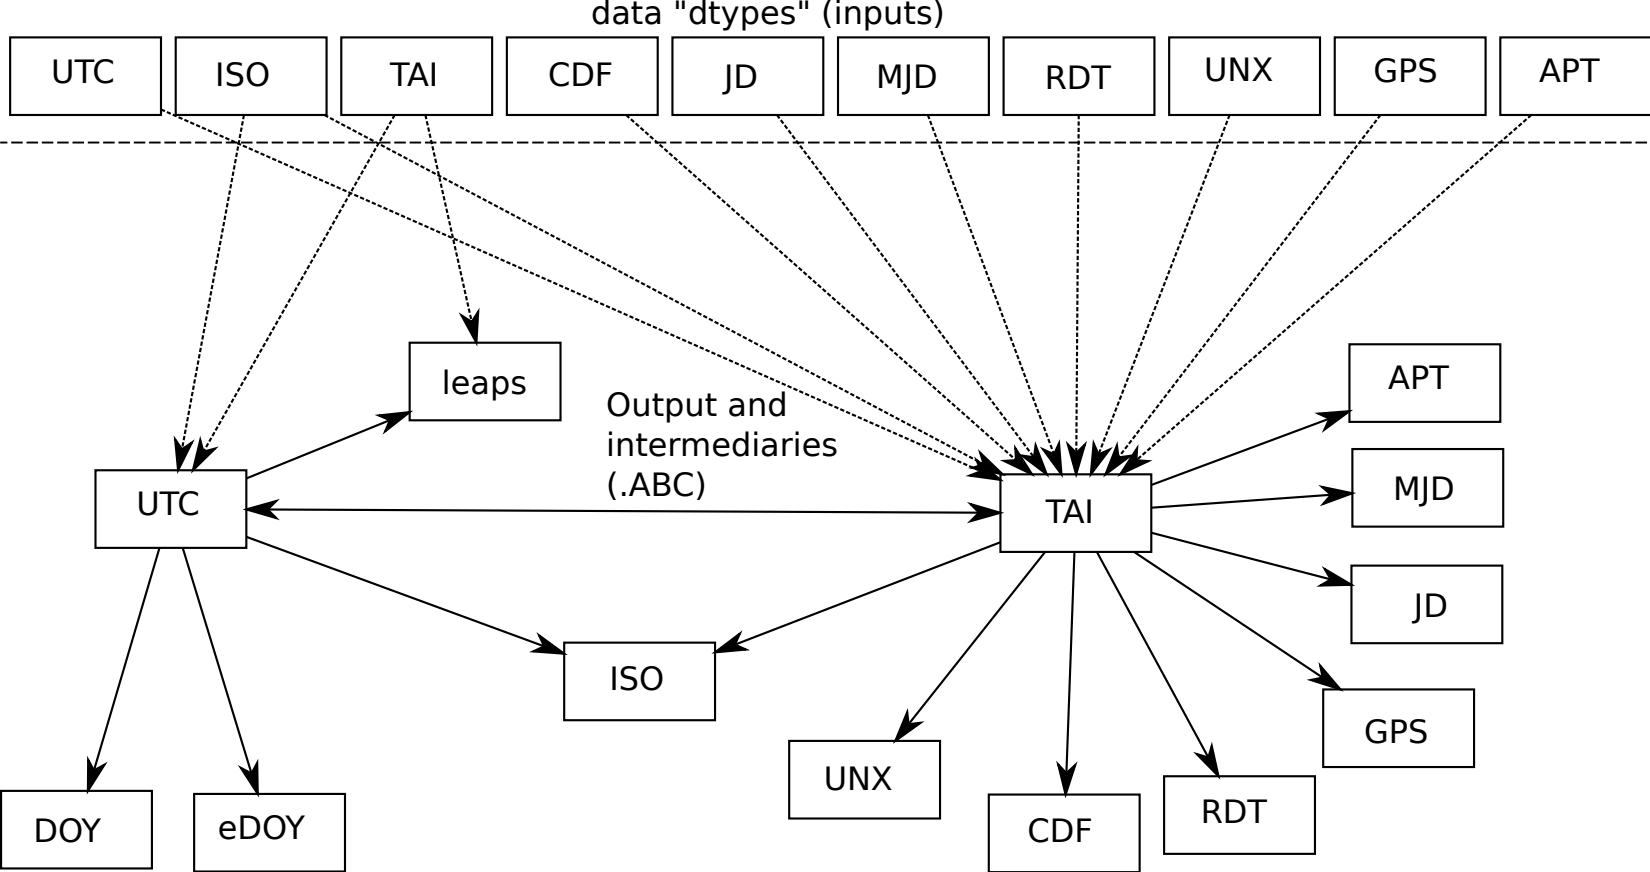 data "dtypes" (inputs)
UTC
ISO
TAI
CDF
JD
MJD
RDT
UNX
GPS
APT
leaps
Output and
intermediaries
(.ABC)
APT
UTC
TAI
MJD
JD
ISO
GPS
UNX
RDT
CDF
DOY
eDOY